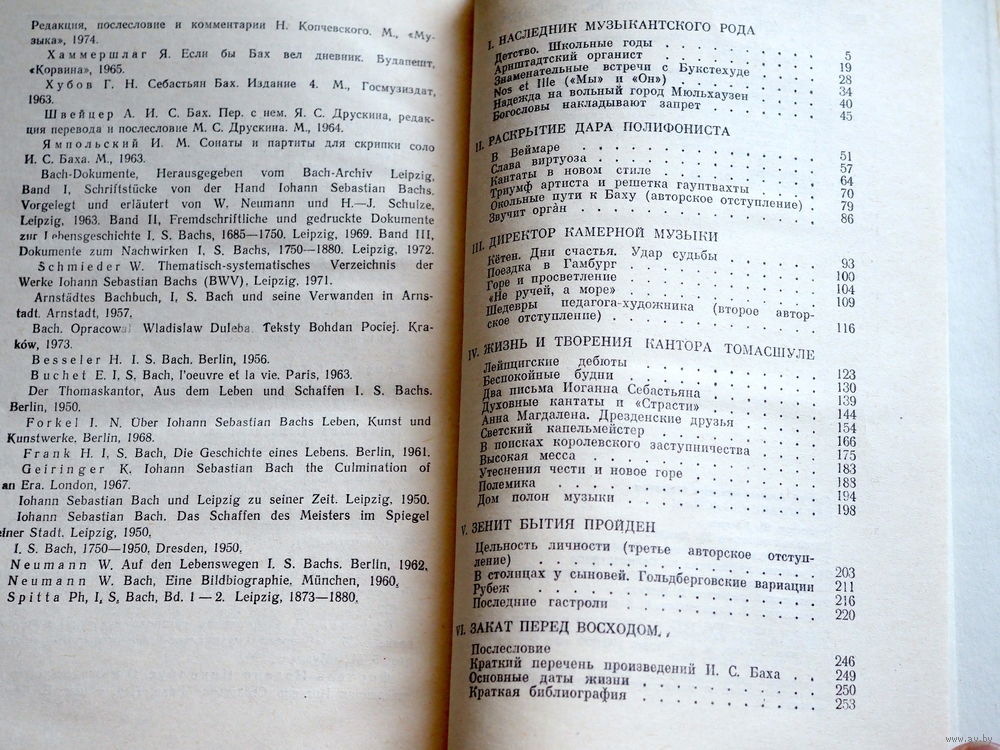 Редакция, послесловие и комментарии Н. Копчевского. М., «Му-
зыка», 1974.
Хаммершлаг Я. Если бы Бах вел дневник. Будапешт,
«Корвина», 1965.
Хубов Г. Н. Себастьян Бах. Издание 4. М., Госмузиздат,
1963.
Швейцер А. И. С. Бах. Пер. с нем. Я. С. Друскина, редак-
ция перевода и послесловие М. С. Друскина. М., 1964.
Ямпольский И. М. Сонаты и партиты для скрипки соло
И. С. Баха. М., 1963.
Bach-Dokumente, Herausgegeben vom Bach-Archiv Leipzig,
Band I, Schriftstücke von der Hand Iohann Sebastian Bachs.
Vorgelegt und erläutert von W. Neumann und H.—J. Schulze,
Leipzig, 1963. Band II, Fremdschriftliche und gedruckte Dokumente
zur Lebensgeschichte I. S. Bachs, 1685—1750. Leipzig, 1969. Band III,
Dokumente zum Nachwirken I, S. Bachs, 1750—1880. Leipzig, 1972.
Schmieder W. Thematisch-systematisches Verzeichnis der
Werke Iohann Sebastian Bachs (BWV), Leipzig, 1971.
Arnstädtes Bachbuch, I, S. Bach und seine Verwanden in Arns-
tadt. Arnstadt, 1957.
Bach. Opracowal Wladislaw Duleba. Teksty Bohdan Pociej. Kra-
ków, 1973.
Besseler H. I. S. Bach. Berlin, 1956.
Buchet E. I, S, Bach, l'oeuvre et la vie. Paris, 1963.
Der Thomaskantor, Aus dem Leben und Schaffen I. S. Bachs.
Berlin, 1950.
Forkel I. N. Über Iohann Sebastian Bachs Leben, Kunst und
Kunstwerke. Berlin, 1968.
Frank H. I, S, Bach, Die Geschichte eines Lebens. Berlin, 1961.
Geiringer K. Iohann Sebastian Bach the Culmination of
an Era. London, 1967.
Iohann Sebastian Bach und Leipzig zu seiner Zeit. Leipzig, 1950.
Iohann Sebastian Bach. Das Schaffen des Meisters im Spiegel
einer Stadt. Leipzig, 1950.
I. S. Bach, 1750—1950, Dresden, 1950.
Neumann W. Auf den Lebenswegen I. S. Bachs. Berlin, 1962.
Neumann W. Bach, Eine Bildbiographie. München, 1960.
Spitta Ph, I, S, Bach, Bd. 1—2. Leipzig, 1873—1880.
I. НАСЛЕДНИК МУЗЫКАНТСКОГО РОДА
Детство. Школьные годы . . . . . . . 5
Арнштадтский органист . . . . . . . 19
Знаменательные встречи с Букстехуде . . . 28
Nos et Ille («Мы» и «Он») . . . . . . 34
Надежда на вольный город Мюльхаузен . . . 40
Богословы накладывают запрет . . . . . 45
II. РАСКРЫТИЕ ДАРА ПОЛИФОНИСТА
В Веймаре . . . . . . . . . 51
Слава виртуоза . . . . . . . . 57
Кантаты в новом стиле . . . . . . . 64
Триумф артиста и решетка гауптвахты . . . 70
Окольные пути к Баху (авторское отступление) . 79
Звучит орган . . . . . . . . 86
III. ДИРЕКТОР КАМЕРНОЙ МУЗЫКИ
Кётен. Дни счастья. Удар судьбы . . . . 93
Поездка в Гамбург . . . . . . . 100
Горе и просветление . . . . . . . 104
«Не ручей, а море» . . . . . . . 109
Шедевры педагога-художника (второе автор-
ское отступление) . . . . . . . 116
IV. ЖИЗНЬ И ТВОРЕНИЯ КАНТОРА ТОМАСШУЛЕ
Лейпцигские дебюты . . . . . . . 123
Беспокойные будни . . . . . . . 130
Два письма Иоганна Себастьяна . . . . 139
Духовные кантаты и «Страсти» . . . . . 144
Анна Магдалена. Дрезденские друзья . . . 154
Светский капельмейстер . . . . . . 166
В поисках королевского заступничества . . . 175
Высокая месса . . . . . . . . 183
Утеснения чести и новое горе . . . . . 188
Полемика . . . . . . . . . 194
Дом полон музыки . . . . . . . 198
V. ЗЕНИТ БЫТИЯ ПРОЙДЕН
Цельность личности (третье авторское отступ-
ление) . . . . . . . . . 203
В столицах у сыновей. Гольдберговские вариации 211
Рубеж . . . . . . . . . 216
Последние гастроли . . . . . . . 220
VI. ЗАКАТ ПЕРЕД ВОСХОДОМ
Послесловие 246
Краткий перечень произведений И. С. Баха . . 249
Основные даты жизни . . . . . . . 250
Краткая библиография . . . . . . . 253
www.ay.by